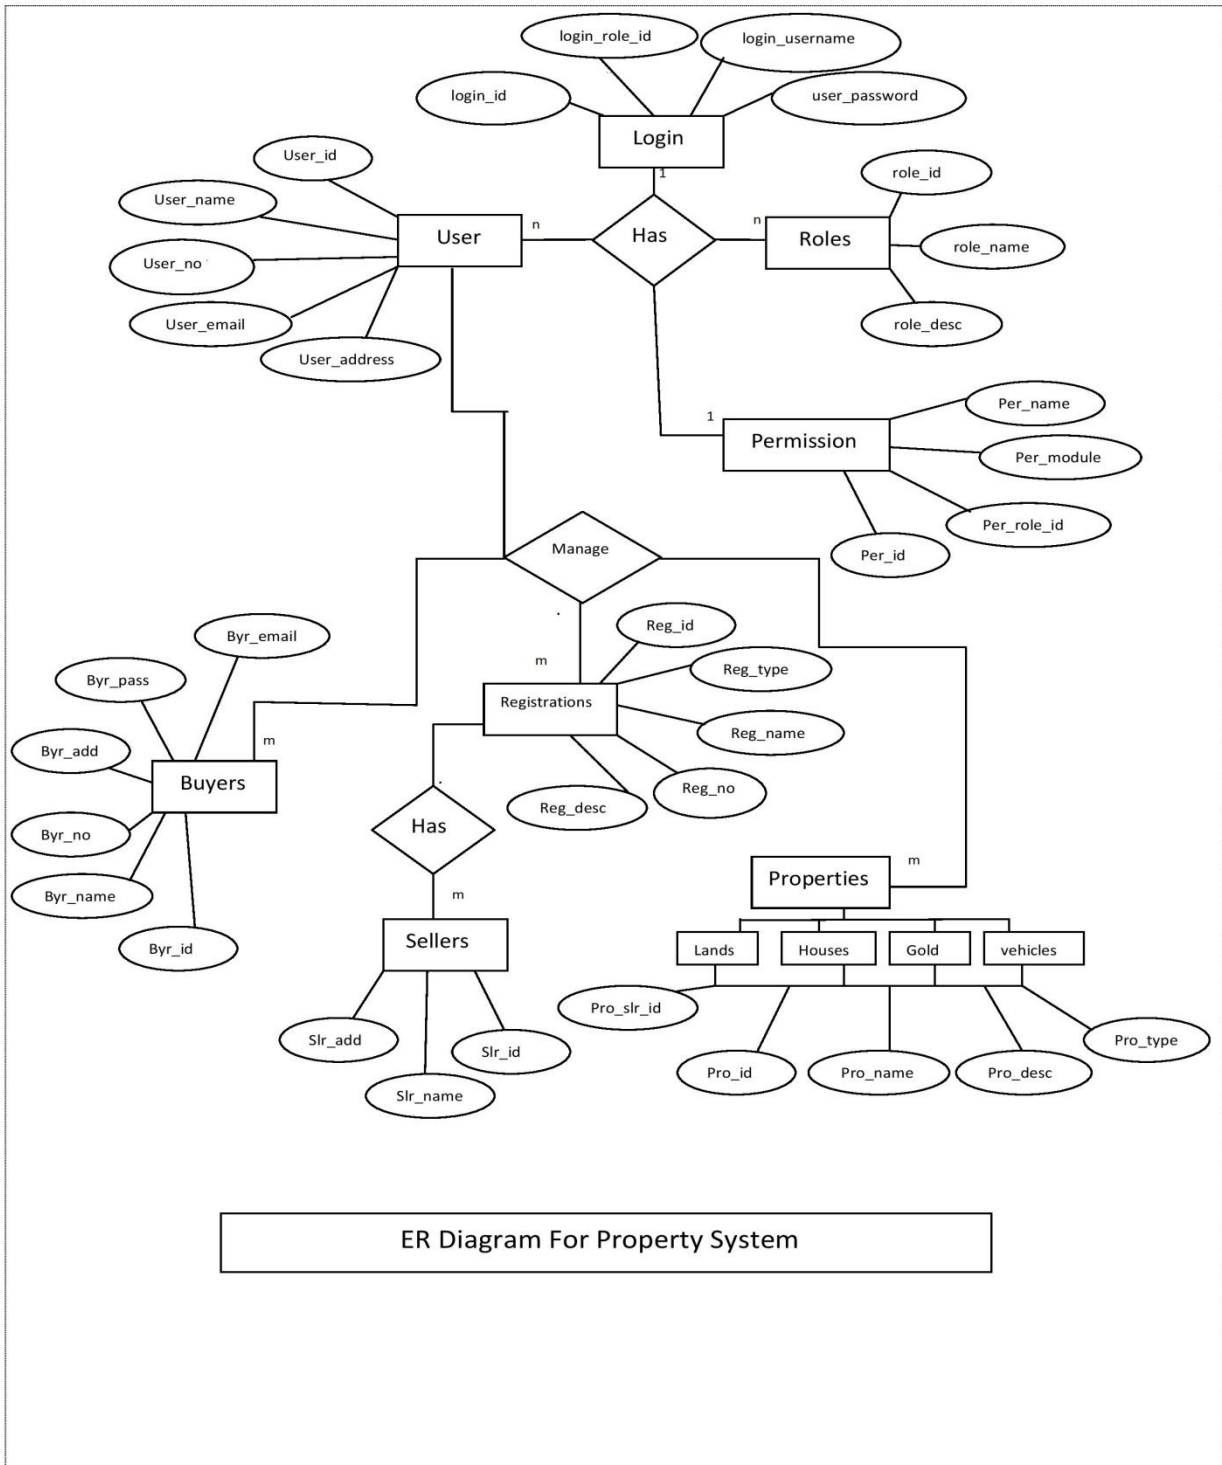 login_role_id
login_username
login_id
user_password
Login
1
User_id
User_name
User_no
User_email
User_address
User
n
Has
n
Roles
role_id
role_name
role_desc
1
Permission
Per_name
Per_module
Per_role_id
Per_id
Manage
Byr_email
Byr_pass
Byr_add
Byr_no
Byr_name
Byr_id
m
Buyers
m
Registrations
Reg_id
Reg_type
Reg_name
Reg_no
Reg_desc
Has
m
Sellers
Slr_add
Slr_name
Slr_id
m
Properties
Lands
Houses
Gold
vehicles
Pro_slr_id
Pro_id
Pro_name
Pro_desc
Pro_type
ER Diagram For Property System